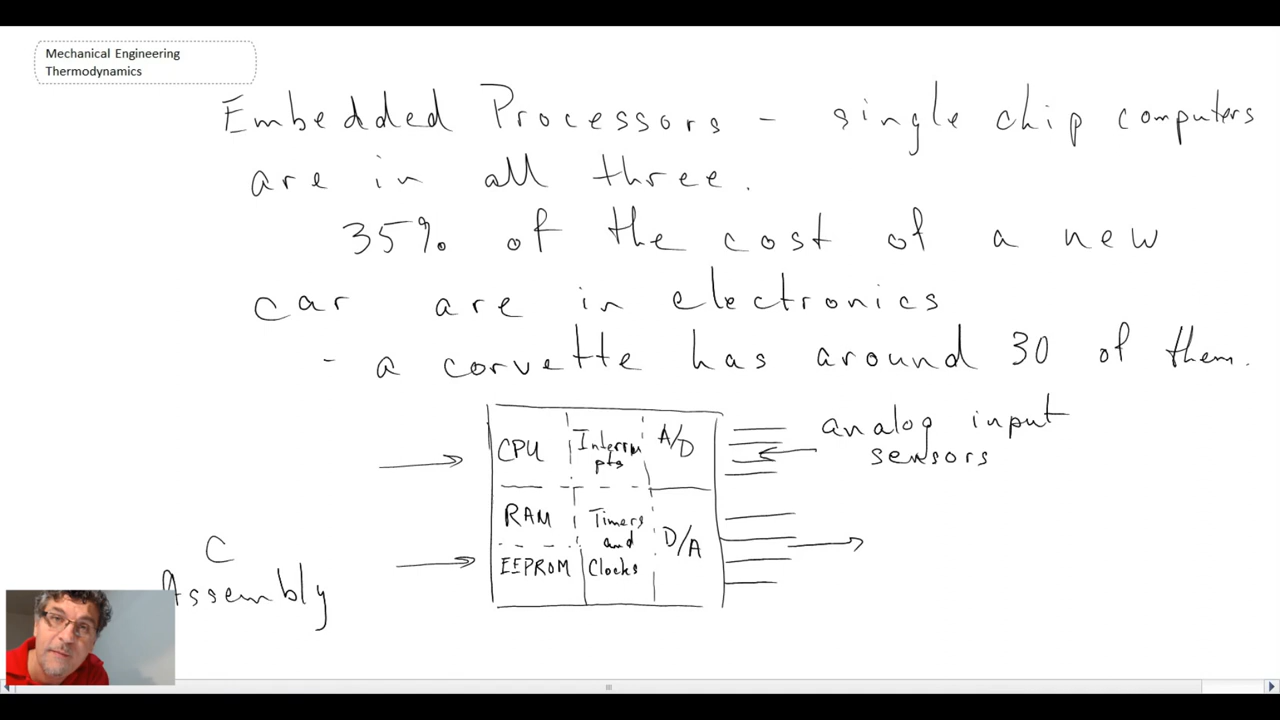 Mechanical Engineering
Thermodynamics
Embedded Processors - single chip computers
are in all three.
35% of the cost of a new
car are in electronics
- a corvette has around 30 of them.
analog input
sensors
CPU
Interru
pts
A/D
RAM
Timers
and
Clocks
D/A
EEPROM
C
Assembly